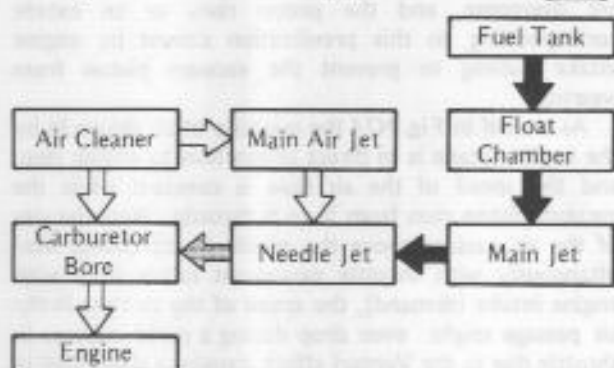 Fuel Tank
Air Cleaner
Main Air Jet
Float
Chamber
Carburetor
Bore
Needle Jet
Main Jet
Engine